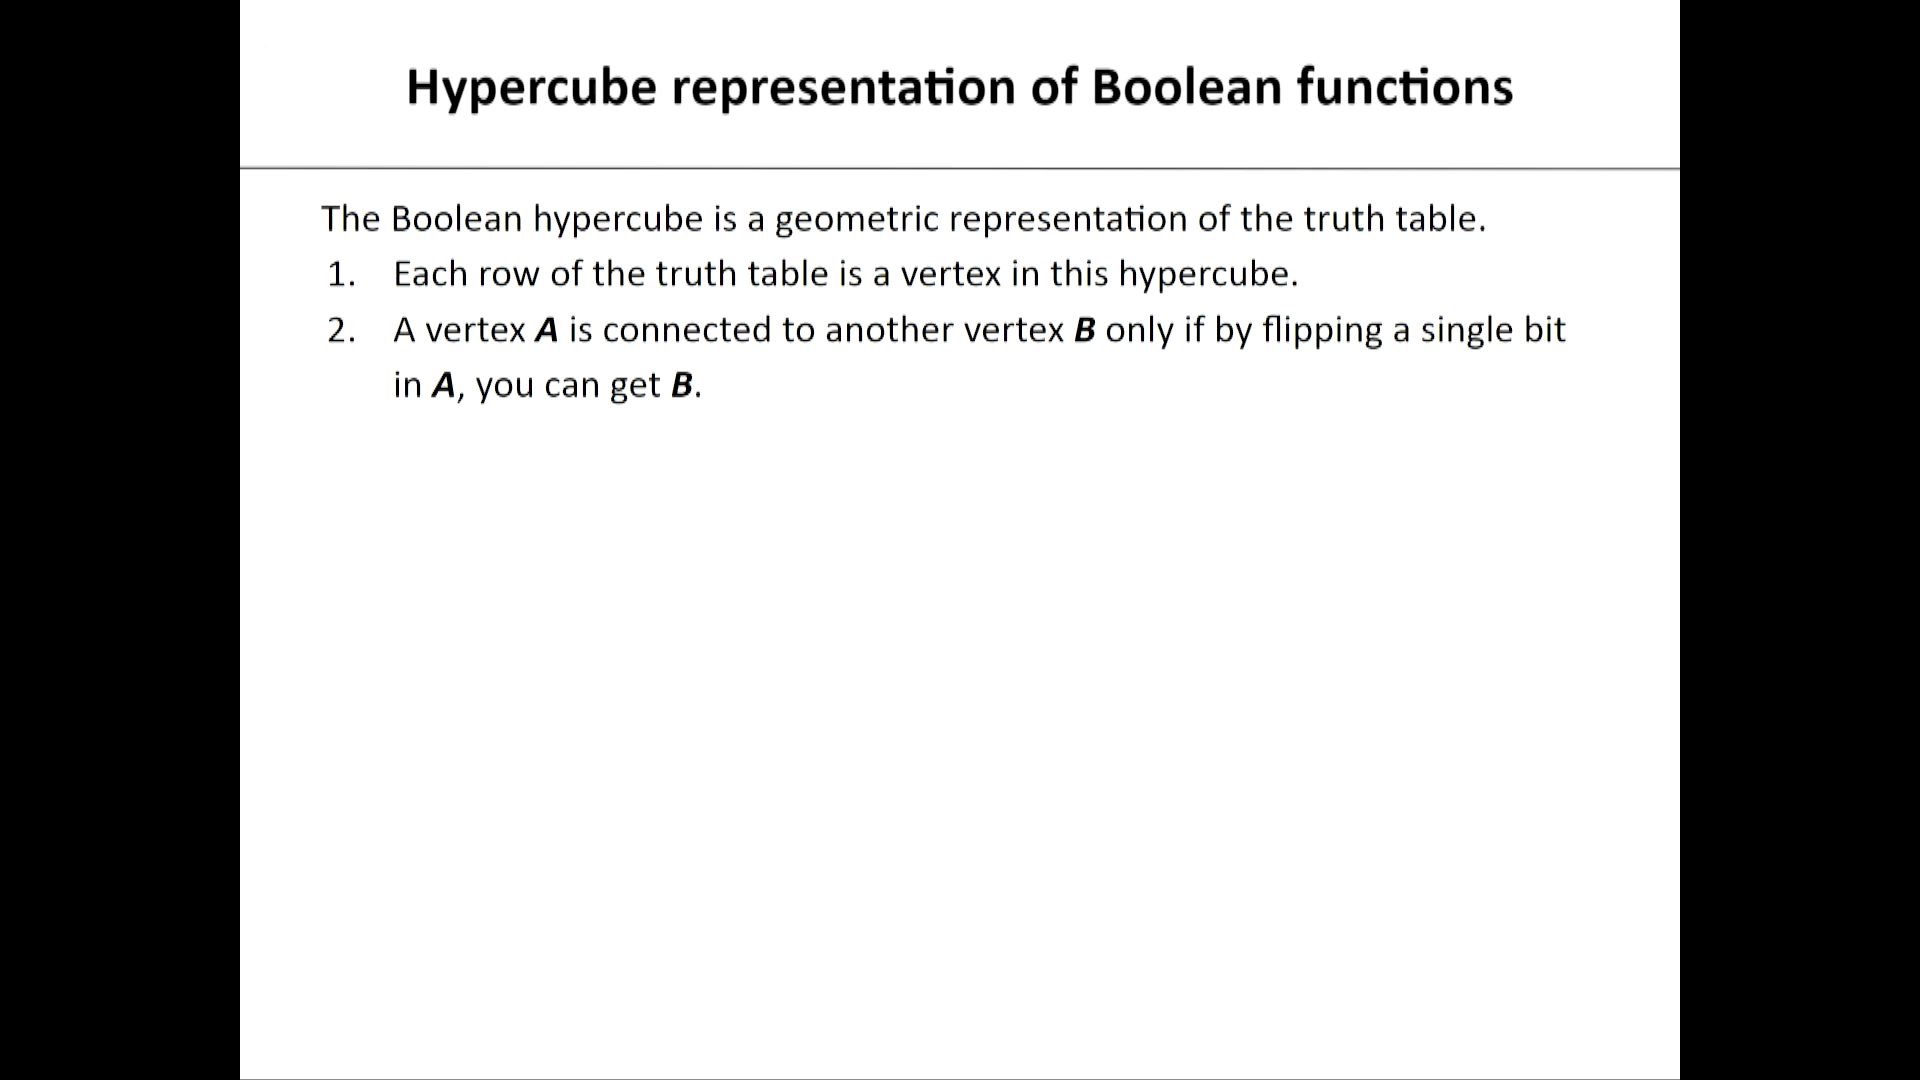 Hypercube representation of Boolean functions
The Boolean hypercube is a geometric representation of the truth table.
1. Each row of the truth table is a vertex in this hypercube.
2. A vertex A is connected to another vertex B only if by flipping a single bit
in A, you can get B.